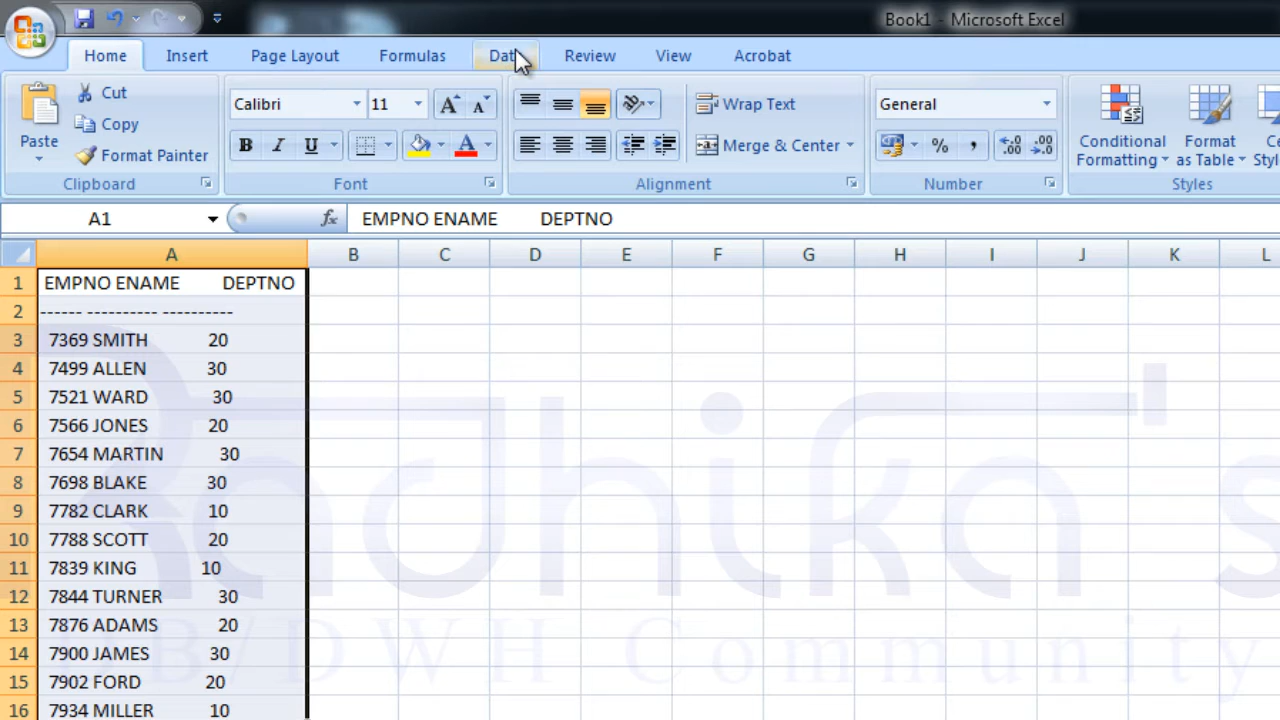 Book1 - Microsoft Excel
Home Insert Page Layout Formulas Data Review View Acrobat
Paste
Cut
Copy
Format Painter
Clipboard
Calibri 11
B I U A
Font
Wrap Text
Merge & Center
Alignment
General
% ,
Number
Conditional Formatting
Format as Table
Styles
A1 fx EMPNO ENAME DEPTNO
A B C D E F G H I J K L
1 EMPNO ENAME DEPTNO
2 ------ ---------- ----------
3 7369 SMITH 20
4 7499 ALLEN 30
5 7521 WARD 30
6 7566 JONES 20
7 7654 MARTIN 30
8 7698 BLAKE 30
9 7782 CLARK 10
10 7788 SCOTT 20
11 7839 KING 10
12 7844 TURNER 30
13 7876 ADAMS 20
14 7900 JAMES 30
15 7902 FORD 20
16 7934 MILLER 10
Radhika's
DB/DWH Community